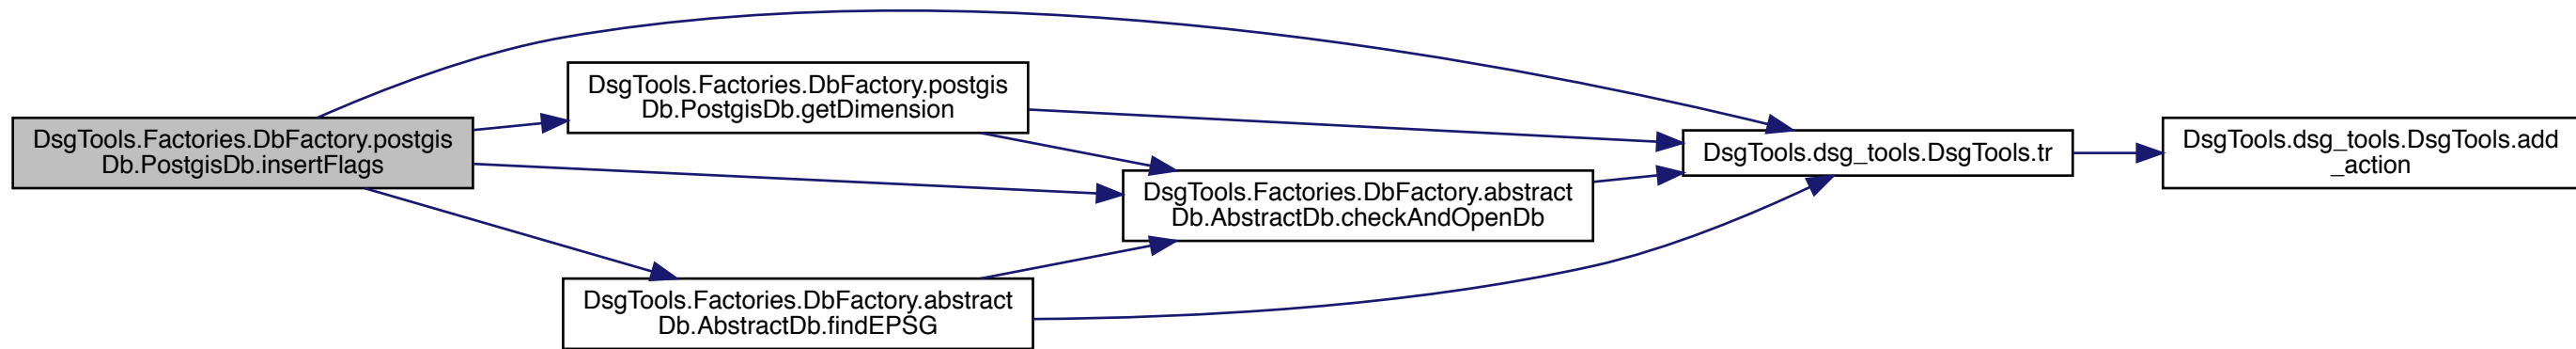 DsgTools.Factories.DbFactory.postgis
Db.PostgisDb.insertFlags
DsgTools.Factories.DbFactory.postgis
Db.PostgisDb.getDimension
DsgTools.Factories.DbFactory.abstract
Db.AbstractDb.checkAndOpenDb
DsgTools.Factories.DbFactory.abstract
Db.AbstractDb.findEPSG
DsgTools.dsg_tools.DsgTools.tr
DsgTools.dsg_tools.DsgTools.add
_action